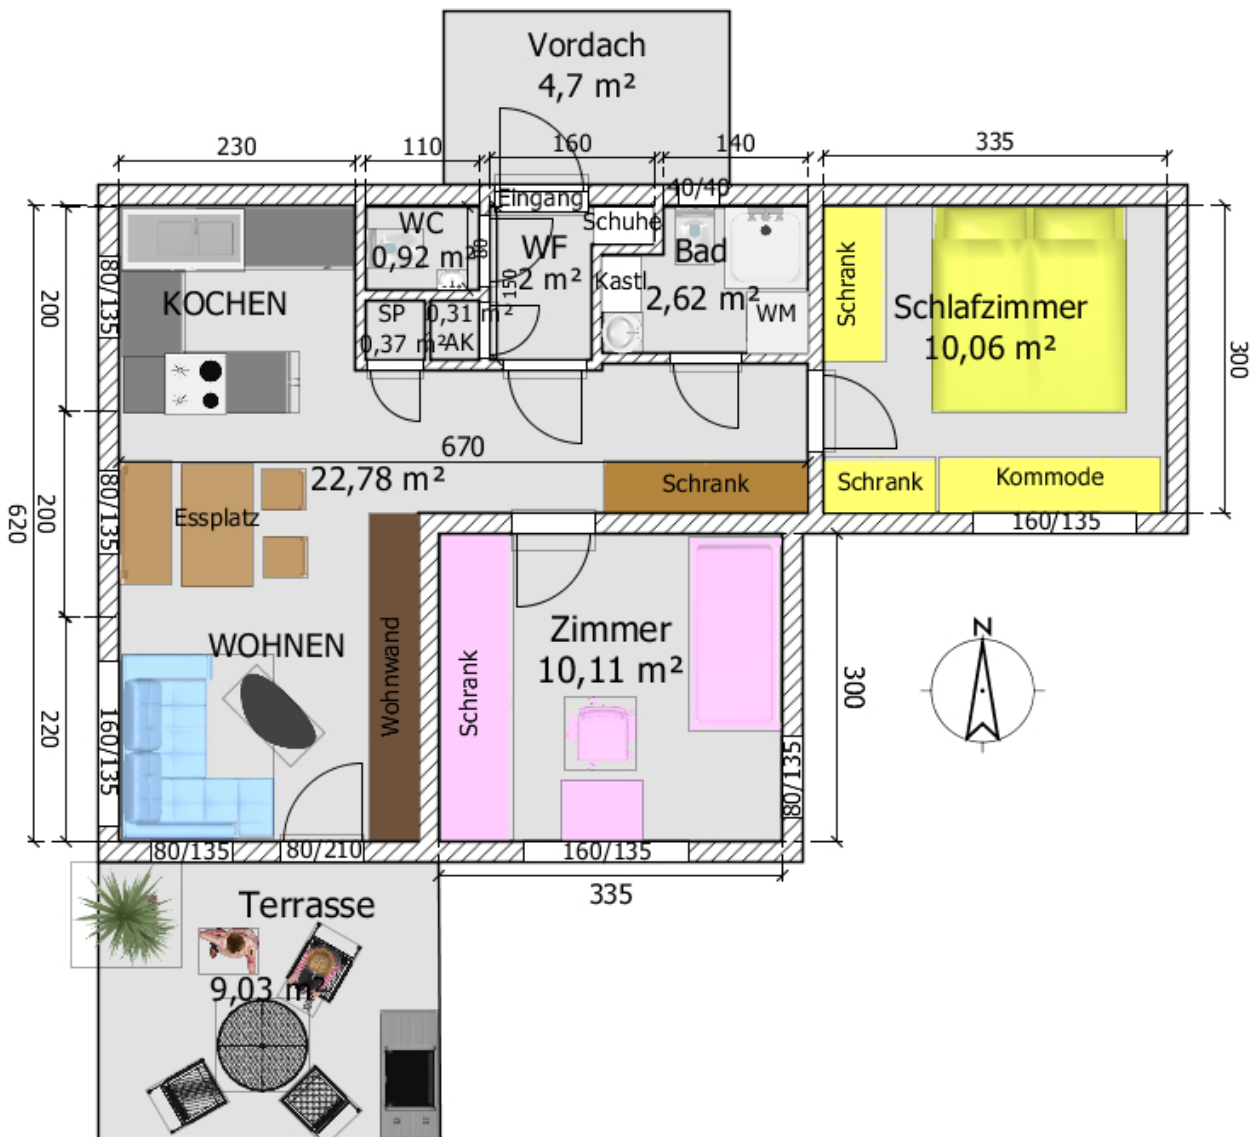 Vordach
4,7 m²
230
110
160
140
335
40/40
Eingang
WC
0,92 m²
80
WF
2 m²
150
Schuhe
Bad
Kastl
2,62 m²
WM
Schrank
Schlafzimmer
10,06 m²
300
80/135
200
KOCHEN
SP
0,37 m²
0,31 m²
AK
670
22,78 m²
Schrank
Schrank
Kommode
160/135
620
200
80/135
Essplatz
WOHNEN
Wohnwand
Schrank
Zimmer
10,11 m²
300
N
220
160/135
80/135
80/135
80/210
160/135
335
Terrasse
9,03 m²